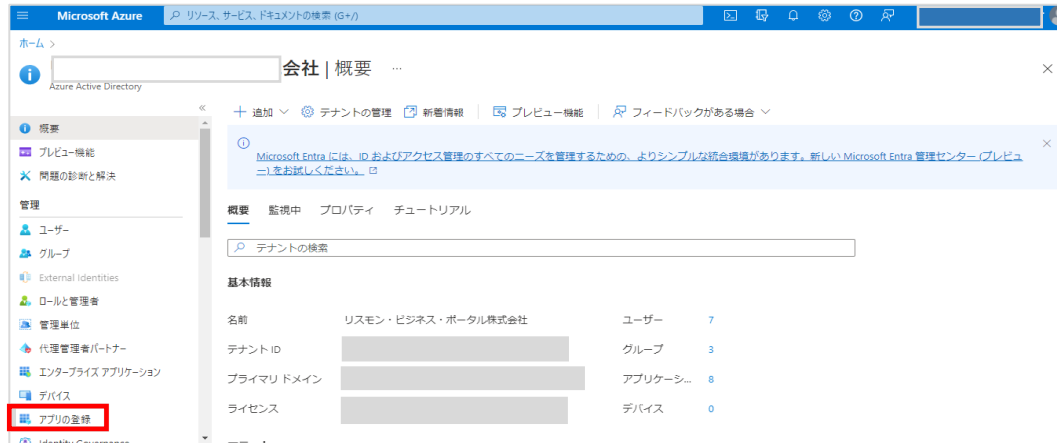 Microsoft Azure
リソース、サービス、ドキュメントの検索 (G+/)
ホーム >
会社 | 概要 …
Azure Active Directory
追加 テナントの管理 新着情報 プレビュー機能 フィードバックがある場合
概要
プレビュー機能
問題の診断と解決
管理
ユーザー
グループ
External Identities
ロールと管理者
管理単位
代理管理者パートナー
エンタープライズ アプリケーション
デバイス
アプリの登録
Identity Governance
Microsoft Entra には、ID およびアクセス管理のすべてのニーズを管理するための、よりシンプルな統合環境があります。新しい Microsoft Entra 管理センター (プレビュ
ー) をお試しください。
概要 監視中 プロパティ チュートリアル
テナントの検索
基本情報
名前 リスモン・ビジネス・ポータル株式会社 ユーザー 7
テナント ID グループ 3
プライマリ ドメイン アプリケーシ... 8
ライセンス デバイス 0